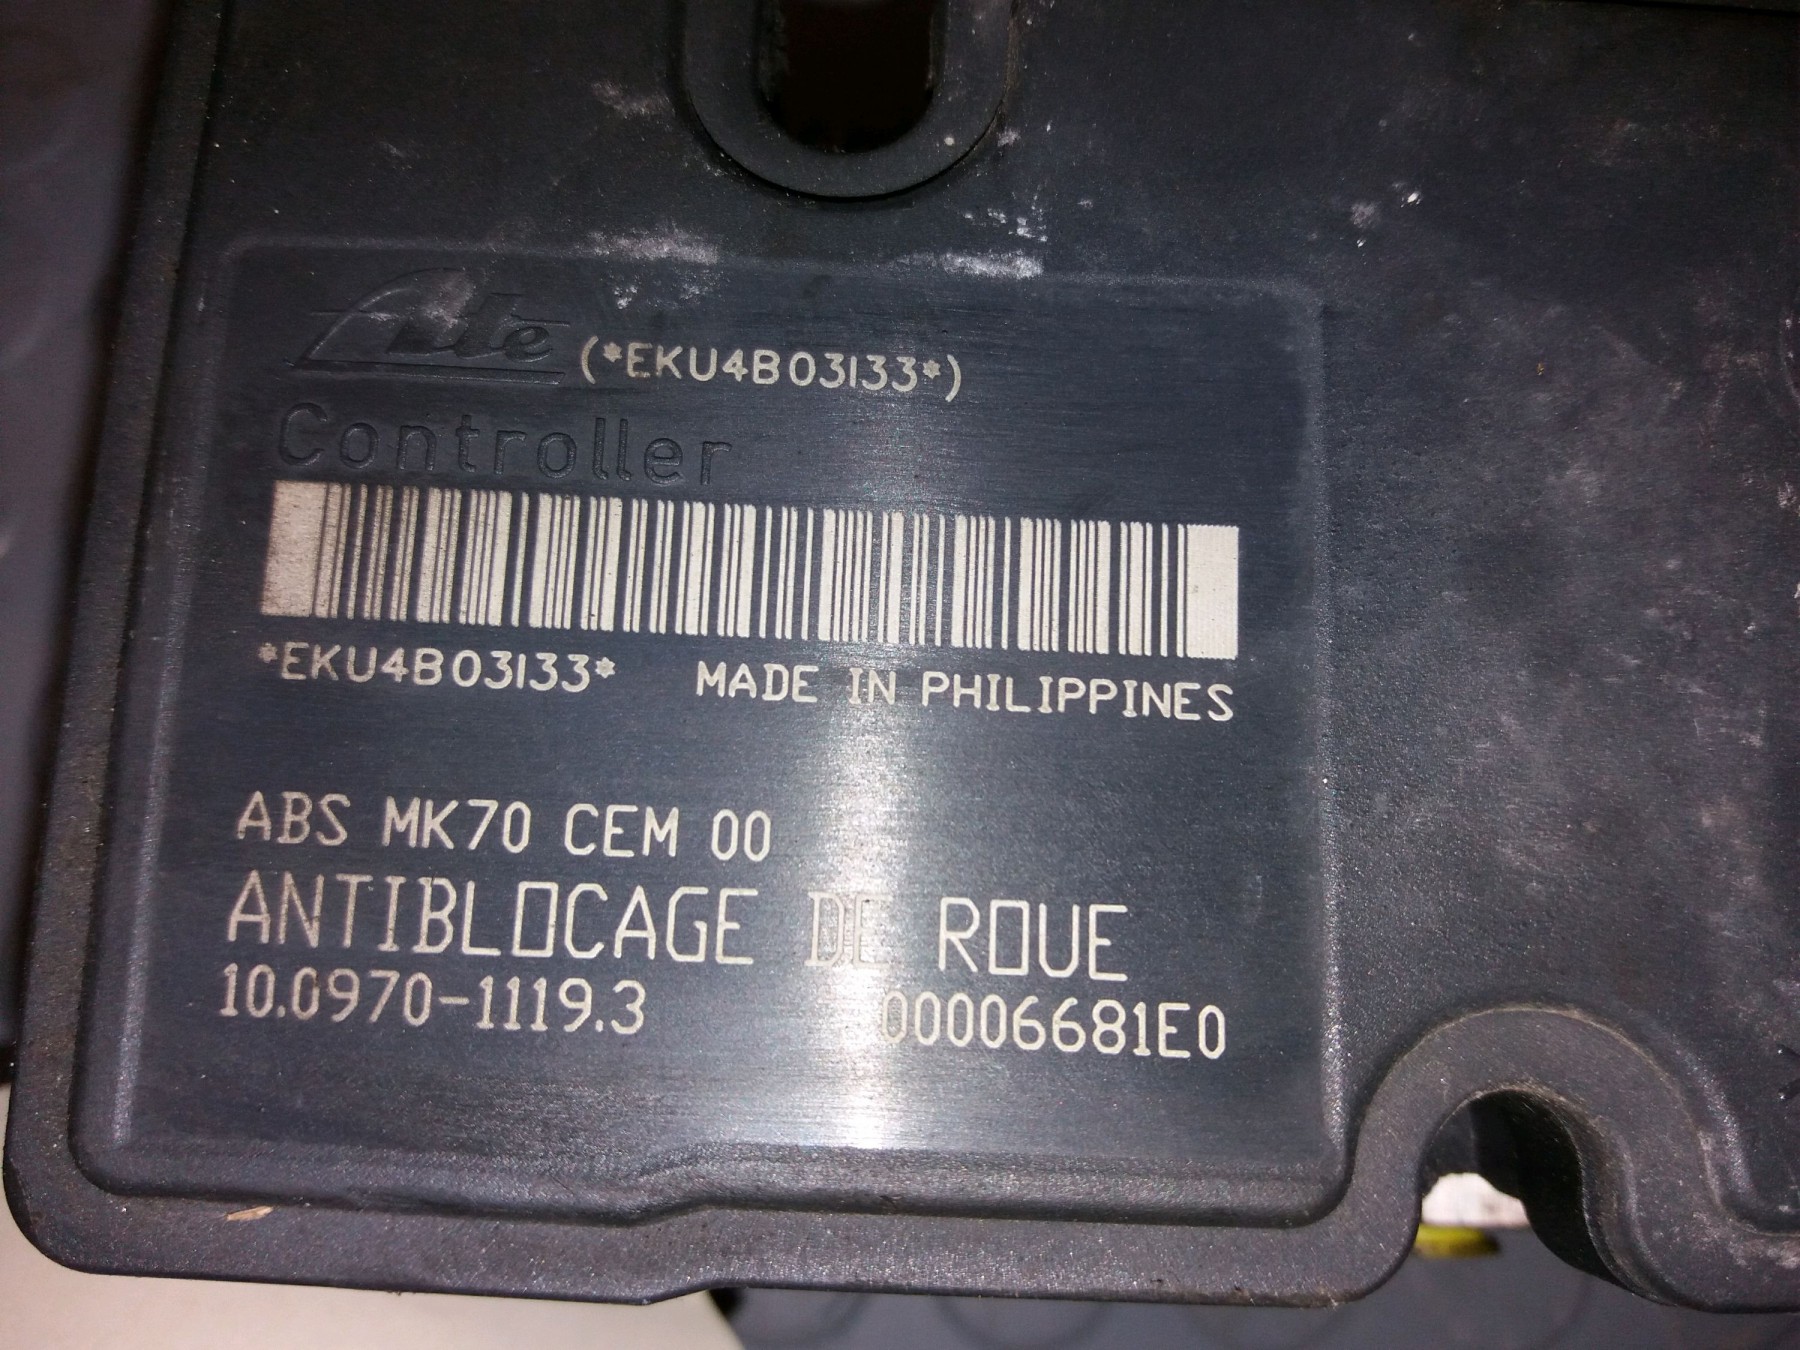 Ate (*EKU4B03133*)
Controller
*EKU4B03133* MADE IN PHILIPPINES
ABS MK70 CEM 00
ANTIBLOCAGE DE ROUE
10.0970-1119.3 00006681E0